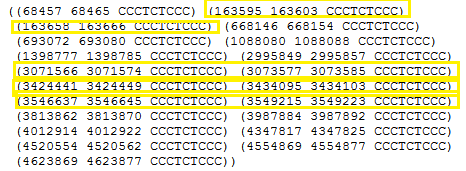 ((68457 68465 CCCTCTCCC) (163595 163603 CCCTCTCCC)
(163658 163666 CCCTCTCCC) (668146 668154 CCCTCTCCC)
(693072 693080 CCCTCTCCC) (1088080 1088088 CCCTCTCCC)
(1398777 1398785 CCCTCTCCC) (2995849 2995857 CCCTCTCCC)
(3071566 3071574 CCCTCTCCC) (3073577 3073585 CCCTCTCCC)
(3424441 3424449 CCCTCTCCC) (3434095 3434103 CCCTCTCCC)
(3546637 3546645 CCCTCTCCC) (3549215 3549223 CCCTCTCCC)
(3813862 3813870 CCCTCTCCC) (3987884 3987892 CCCTCTCCC)
(4012914 4012922 CCCTCTCCC) (4347817 4347825 CCCTCTCCC)
(4520554 4520562 CCCTCTCCC) (4554869 4554877 CCCTCTCCC)
(4623869 4623877 CCCTCTCCC))